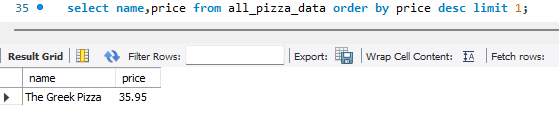 35 select name,price from all_pizza_data order by price desc limit 1;
Result Grid Filter Rows: Export: Wrap Cell Content: Fetch rows:
name price
The Greek Pizza 35.95